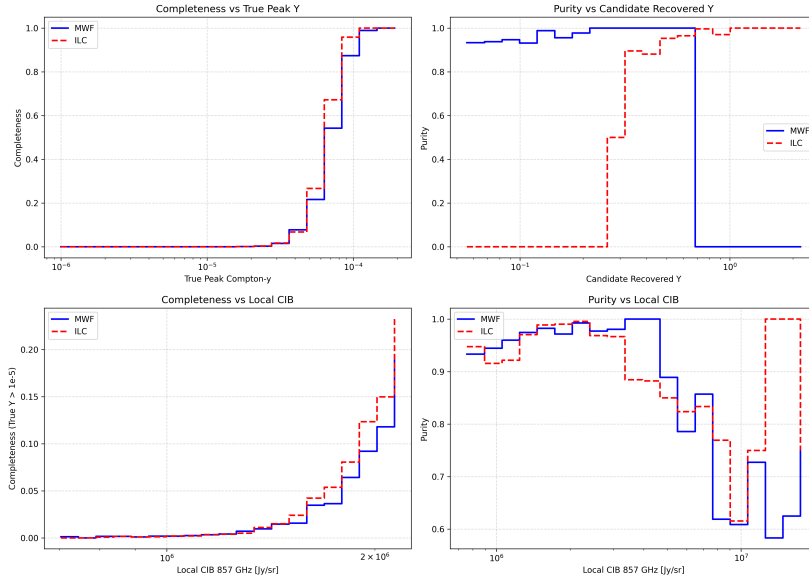 Completeness vs True Peak Y
Completeness
1.0
0.8
0.6
0.4
0.2
0.0
MWF
ILC
10⁻⁶
10⁻⁵
10⁻⁴
True Peak Compton-y
Purity vs Candidate Recovered Y
Purity
1.0
0.8
0.6
0.4
0.2
0.0
MWF
ILC
10⁻¹
10⁰
Candidate Recovered Y
Completeness vs Local CIB
Completeness (True Y > 1e-5)
0.20
0.15
0.10
0.05
0.00
MWF
ILC
10⁶
2 × 10⁶
Local CIB 857 GHz [Jy/sr]
Purity vs Local CIB
Purity
1.0
0.9
0.8
0.7
0.6
MWF
ILC
10⁶
10⁷
Local CIB 857 GHz [Jy/sr]